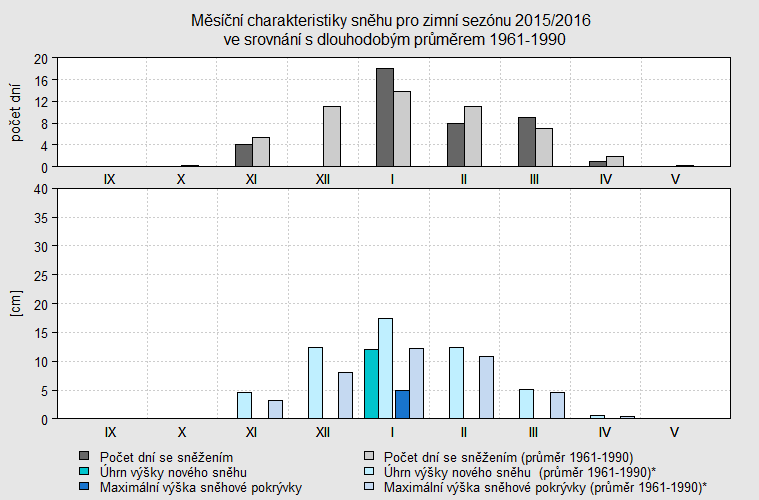 Měsíční charakteristiky sněhu pro zimní sezónu 2015/2016
ve srovnání s dlouhodobým průměrem 1961-1990
počet dní
20
16
12
8
4
0
IX X XI XII I II III IV V
[cm]
40
35
30
25
20
15
10
5
0
IX X XI XII I II III IV V
Počet dní se sněžením Počet dní se sněžením (průměr 1961-1990)
Úhrn výšky nového sněhu Úhrn výšky nového sněhu (průměr 1961-1990)*
Maximální výška sněhové pokrývky Maximální výška sněhové pokrývky (průměr 1961-1990)*